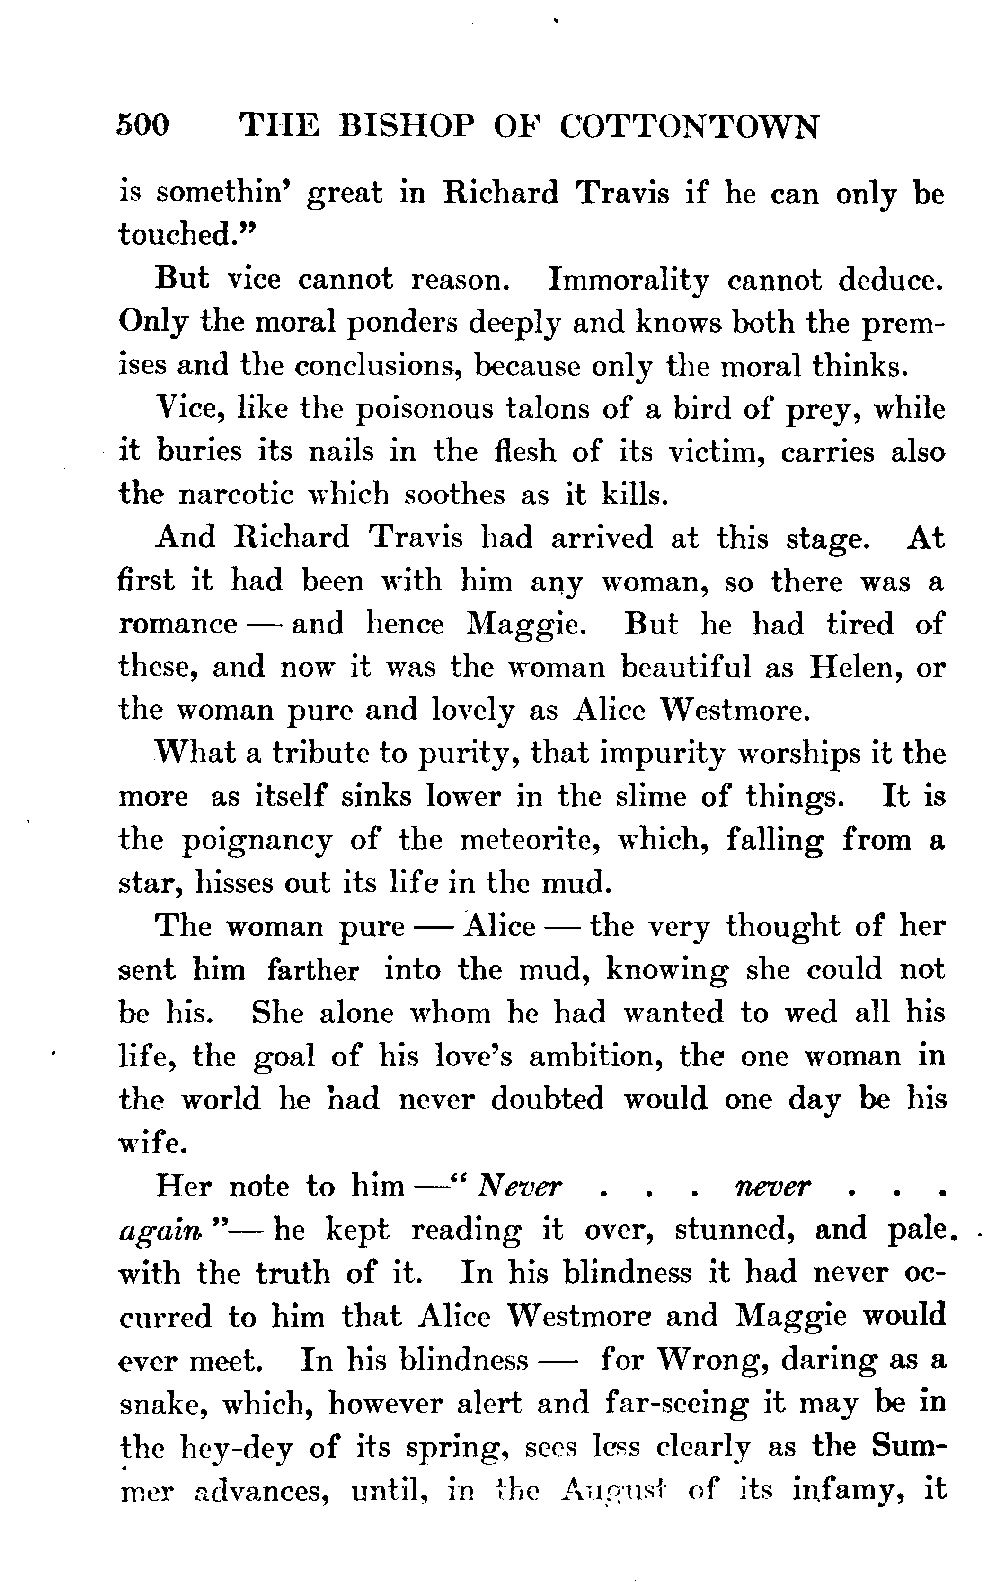 500 THE BISHOP OF COTTONTOWN
is somethin' great in Richard Travis if he can only be
touched."
But vice cannot reason. Immorality cannot deduce.
Only the moral ponders deeply and knows both the prem-
ises and the conclusions, because only the moral thinks.
Vice, like the poisonous talons of a bird of prey, while
it buries its nails in the flesh of its victim, carries also
the narcotic which soothes as it kills.
And Richard Travis had arrived at this stage. At
first it had been with him any woman, so there was a
romance — and hence Maggie. But he had tired of
these, and now it was the woman beautiful as Helen, or
the woman pure and lovely as Alice Westmore.
What a tribute to purity, that impurity worships it the
more as itself sinks lower in the slime of things. It is
the poignancy of the meteorite, which, falling from a
star, hisses out its life in the mud.
The woman pure — Alice — the very thought of her
sent him farther into the mud, knowing she could not
be his. She alone whom he had wanted to wed all his
life, the goal of his love's ambition, the one woman in
the world he had never doubted would one day be his
wife.
Her note to him —" Never . . . never . . .
again "— he kept reading it over, stunned, and pale.
with the truth of it. In his blindness it had never oc-
curred to him that Alice Westmore and Maggie would
ever meet. In his blindness — for Wrong, daring as a
snake, which, however alert and far-seeing it may be in
the hey-dey of its spring, sees less clearly as the Sum-
mer advances, until, in the August of its infamy, it